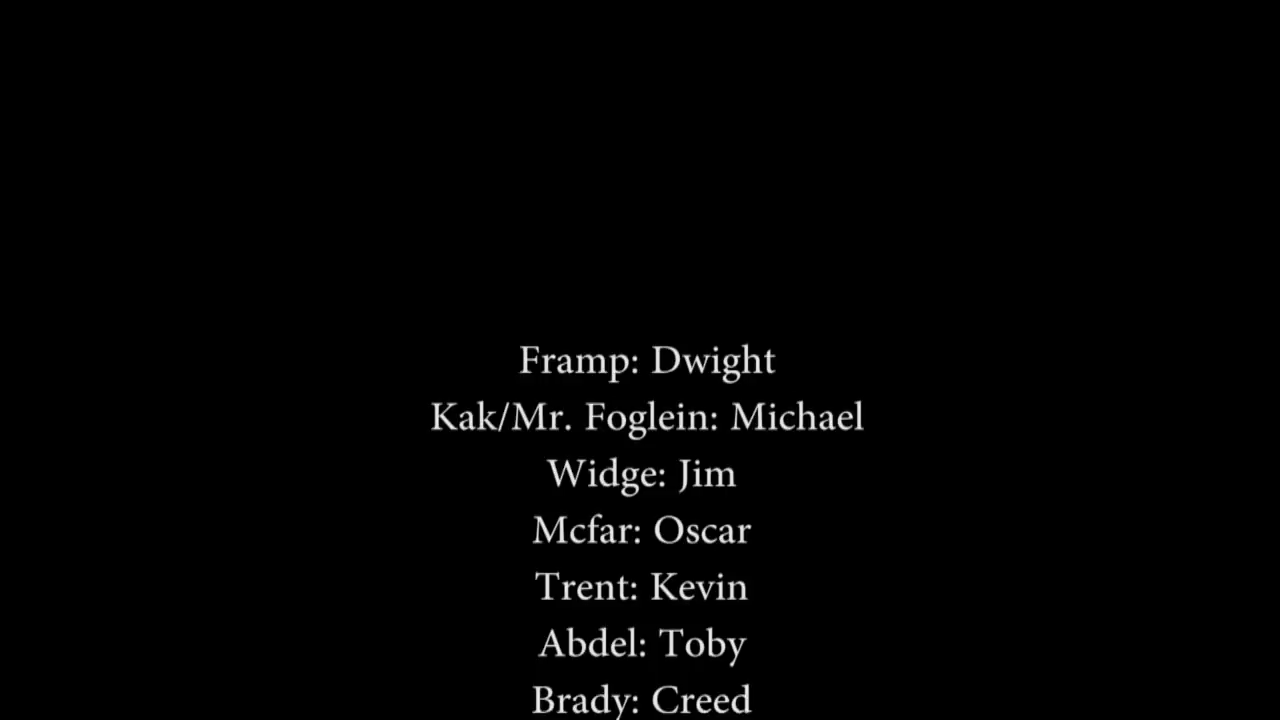 Framp: Dwight
Kak/Mr. Foglein: Michael
Widge: Jim
Mcfar: Oscar
Trent: Kevin
Abdel: Toby
Brady: Creed